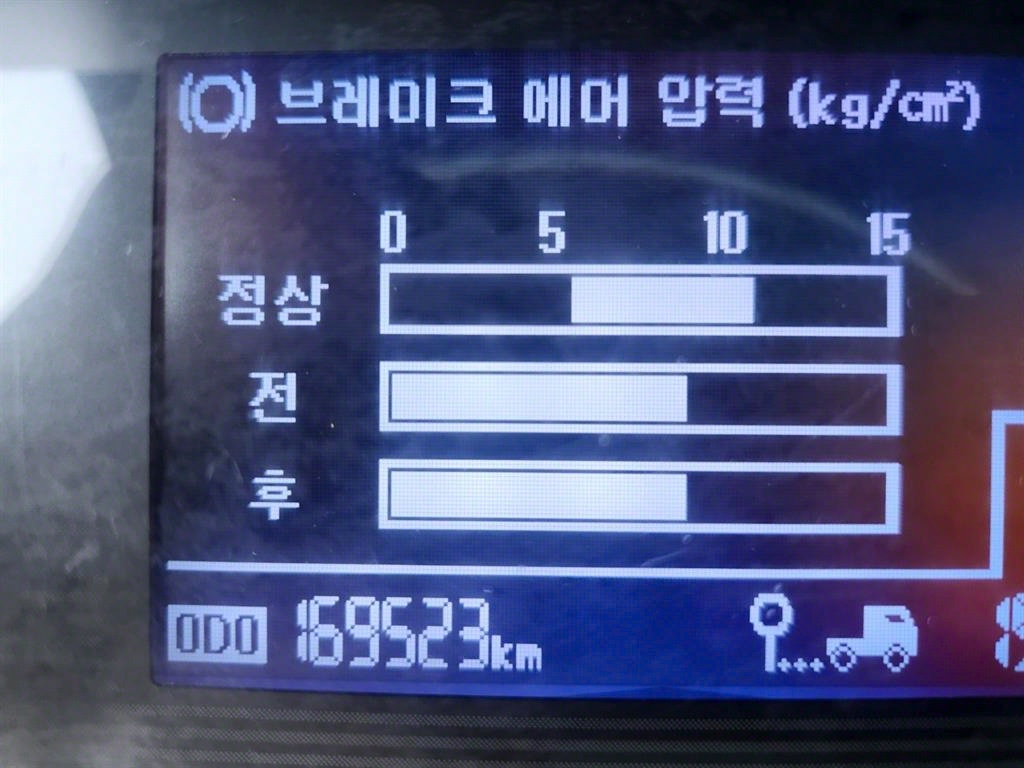 브레이크 에어 압력 (kg/cm²)
0 5 10 15
정상
전
후
ODO 169523km